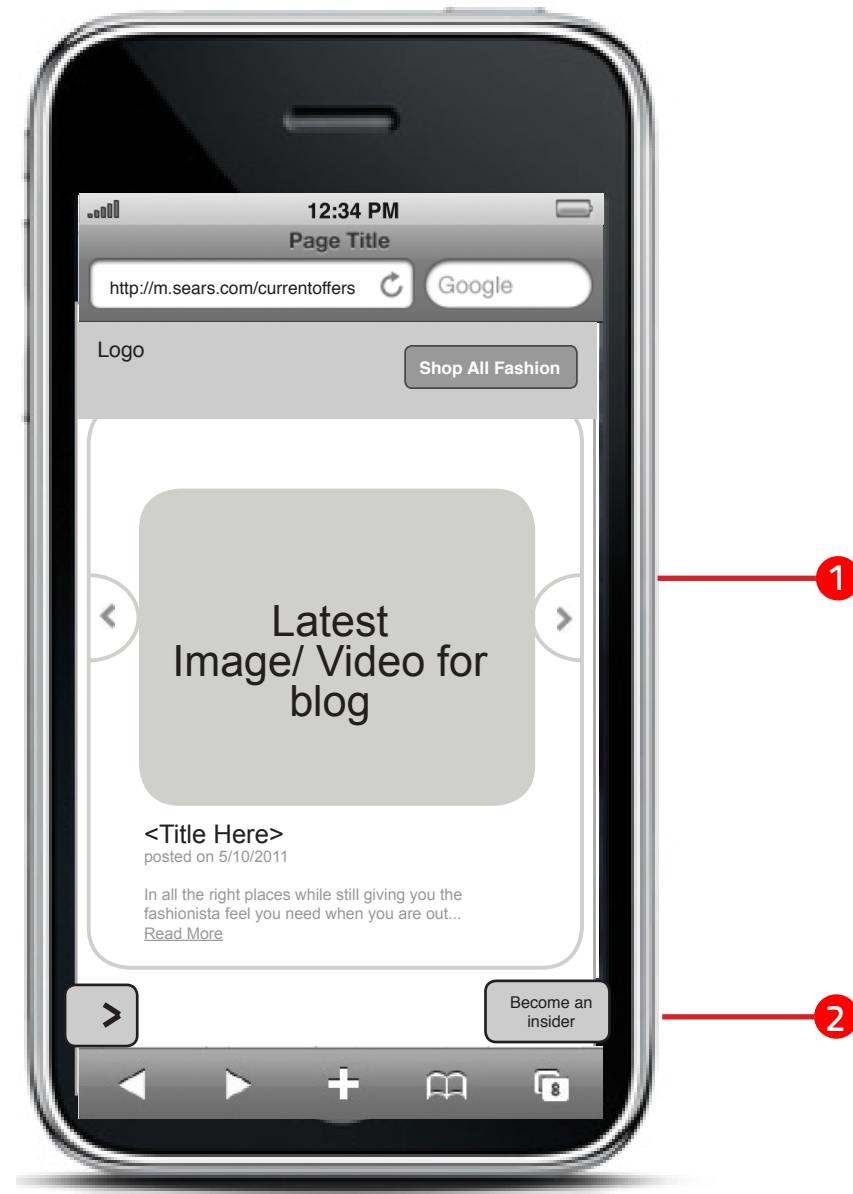 12:34 PM
Page Title
http://m.sears.com/currentoffers
Google
Logo
Shop All Fashion
1
Latest
Image/ Video for
blog
<Title Here>
posted on 5/10/2011
In all the right places while still giving you the
fashionista feel you need when you are out...
Read More
>
Become an
insider
2
8